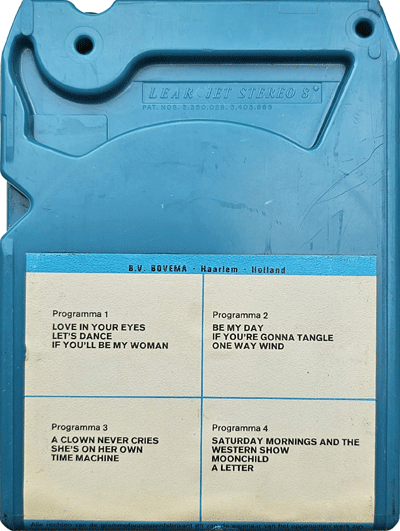 LEAR JET STEREO 8
B.V. BOVEMA - Haarlem - Holland
Programma 1
LOVE IN YOUR EYES
LET'S DANCE
IF YOU'LL BE MY WOMAN
Programma 2
BE MY DAY
IF YOU'RE GONNA TANGLE
ONE WAY WIND
Programma 3
A CLOWN NEVER CRIES
SHE'S ON HER OWN
TIME MACHINE
Programma 4
SATURDAY MORNINGS AND THE
WESTERN SHOW
MOONCHILD
A LETTER